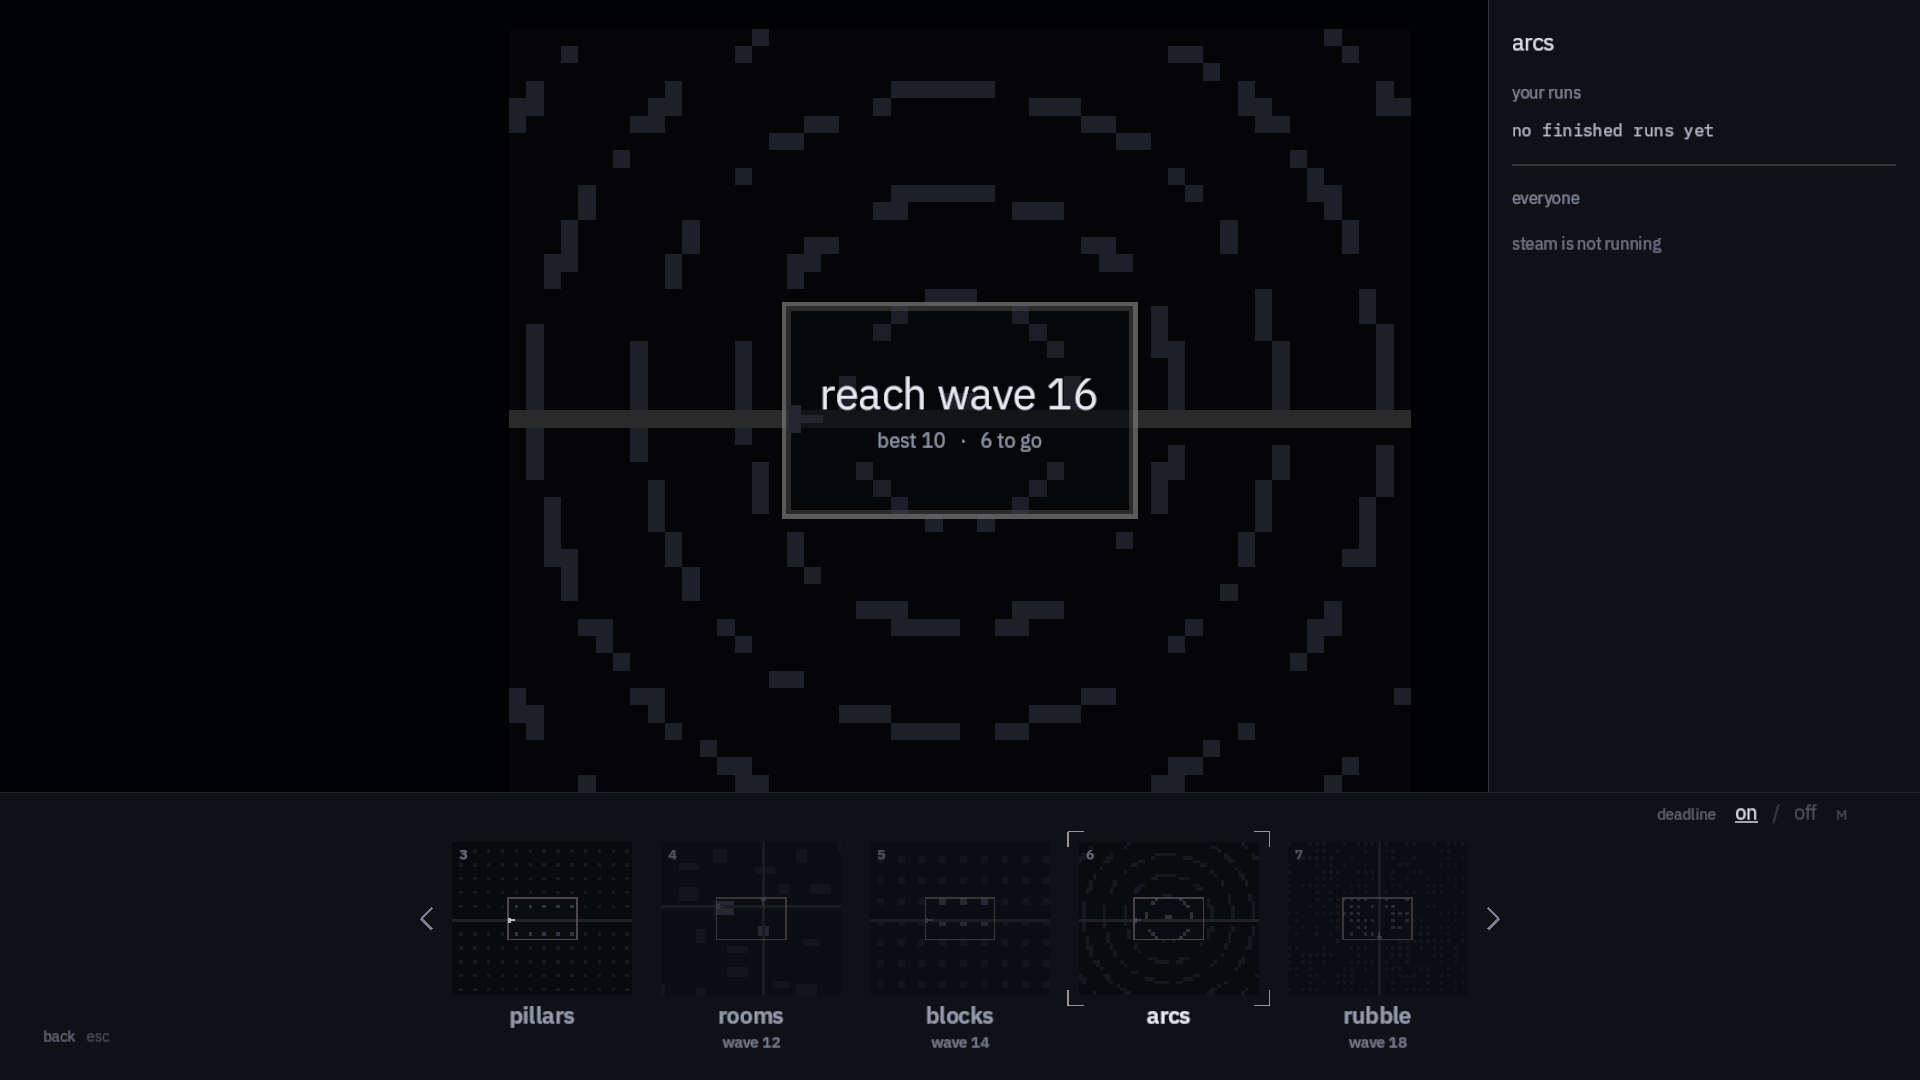 arcs
your runs
no finished runs yet
everyone
steam is not running
reach wave 16
best 10 · 6 to go
deadline on / off M
3
4
5
6
7
pillars
rooms
wave 12
blocks
wave 14
arcs
rubble
wave 18
back esc